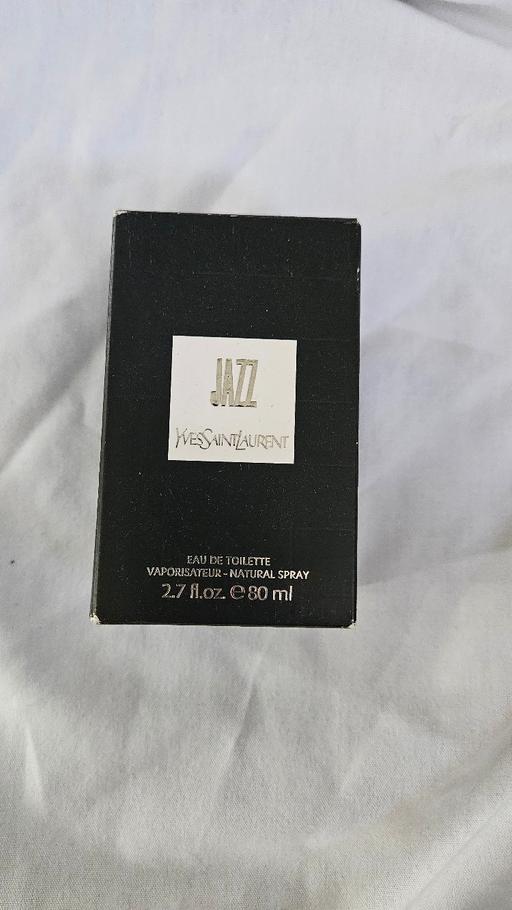 JAZZ
YVESSAINTLAURENT
EAU DE TOILETTE
VAPORISATEUR - NATURAL SPRAY
2.7 fl.oz. ℮ 80 ml